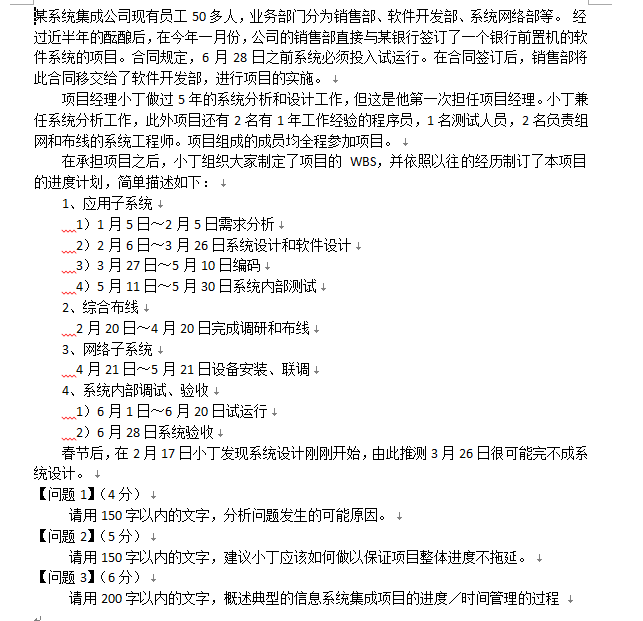 某系统集成公司现有员工 50 多人，业务部门分为销售部、软件开发部、系统网络部等。 经
过近半年的酝酿后，在今年一月份，公司的销售部直接与某银行签订了一个银行前置机的软
件系统的项目。合同规定，6 月 28 日之前系统必须投入试运行。在合同签订后，销售部将
此合同移交给了软件开发部，进行项目的实施。
项目经理小丁做过 5 年的系统分析和设计工作，但这是他第一次担任项目经理。小丁兼
任系统分析工作，此外项目还有 2 名有 1 年工作经验的程序员，1 名测试人员，2 名负责组
网和布线的系统工程师。项目组成的成员均全程参加项目。
在承担项目之后，小丁组织大家制定了项目的 WBS，并依照以往的经历制订了本项目
的进度计划，简单描述如下：
1、应用子系统
1）1 月 5 日～2 月 5 日需求分析
2）2 月 6 日～3 月 26 日系统设计和软件设计
3）3 月 27 日～5 月 10 日编码
4）5 月 11 日～5 月 30 日系统内部测试
2、综合布线
2 月 20 日～4 月 20 日完成调研和布线
3、网络子系统
4 月 21 日～5 月 21 日设备安装、联调
4、系统内部调试、验收
1）6 月 1 日～6 月 20 日试运行
2）6 月 28 日系统验收
春节后，在 2 月 17 日小丁发现系统设计刚刚开始，由此推测 3 月 26 日很可能完不成系
统设计。
【问题 1】（4 分）
请用 150 字以内的文字，分析问题发生的可能原因。
【问题 2】（5 分）
请用 150 字以内的文字，建议小丁应该如何做以保证项目整体进度不拖延。
【问题 3】（6 分）
请用 200 字以内的文字，概述典型的信息系统集成项目的进度／时间管理的过程